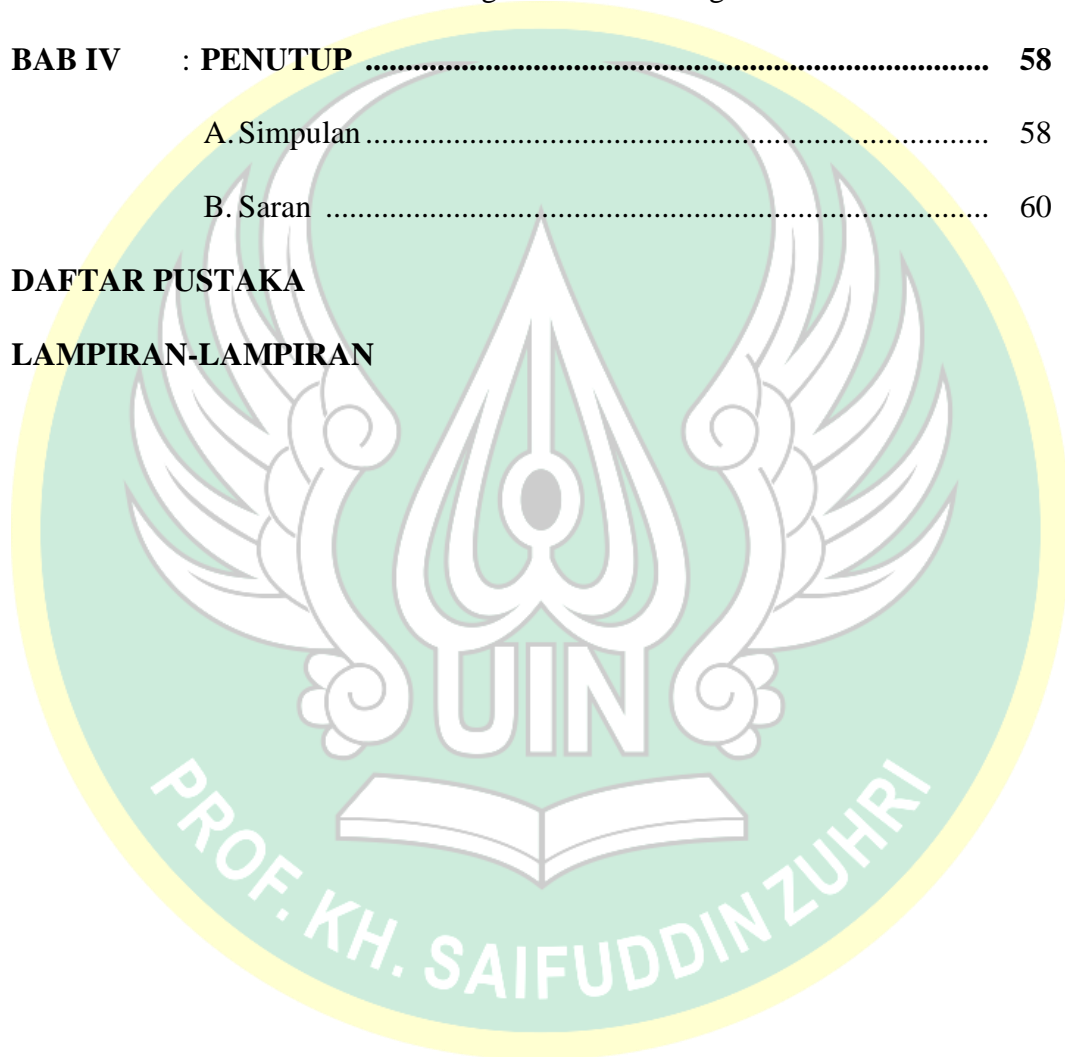 BAB IV : PENUTUP ............................................................................. 58
A. Simpulan ............................................................................. 58
B. Saran .................................................................................. 60
DAFTAR PUSTAKA
LAMPIRAN-LAMPIRAN
UIN
PROF. KH. SAIFUDDIN ZUHRI